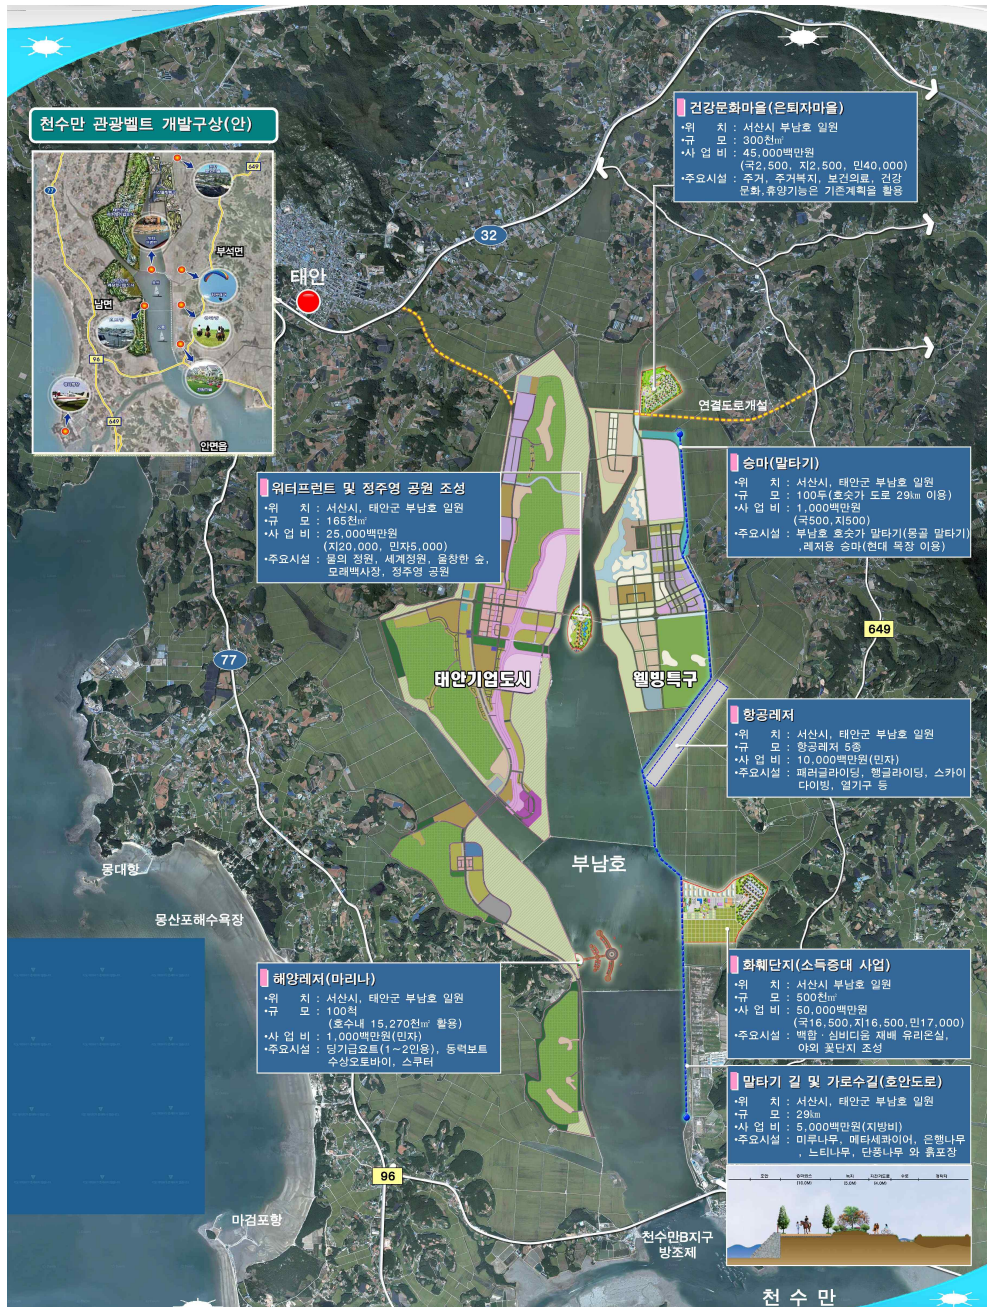 천수만 관광벨트 개발구상(안)
649
77
부석면
남면
96
649
안면읍
건강문화마을(은퇴자마을)
•위 치 : 서산시 부남호 일원
•규 모 : 300천㎡
•사 업 비 : 45,000백만원
(국2,500, 지2,500, 민40,000)
•주요시설 : 주거, 주거복지, 보건의료, 건강
문화,휴양기능은 기존계획을 활용
32
태안
연결도로개설
승마(말타기)
•위 치 : 서산시, 태안군 부남호 일원
•규 모 : 100두(호숫가 도로 29㎞ 이용)
•사 업 비 : 1,000백만원
(국500,지500)
•주요시설 : 부남호 호숫가 말타기(몽골 말타기)
,레저용 승마(현대 목장 이용)
워터프런트 및 정주영 공원 조성
•위 치 : 서산시, 태안군 부남호 일원
•규 모 : 165천㎡
•사 업 비 : 25,000백만원
(지20,000, 민자5,000)
•주요시설 : 물의 정원, 세계정원, 울창한 숲,
모래백사장, 정주영 공원
649
77
태안기업도시
웰빙특구
항공레저
•위 치 : 서산시, 태안군 부남호 일원
•규 모 : 항공레저 5종
•사 업 비 : 10,000백만원(민자)
•주요시설 : 패러글라이딩, 행글라이딩, 스카이
다이빙, 열기구 등
부남호
몽대항
몽산포해수욕장
화훼단지(소득증대 사업)
•위 치 : 서산시 부남호 일원
•규 모 : 500천㎡
•사 업 비 : 50,000백만원
(국16,500,지16,500,민17,000)
•주요시설 : 백합 · 심비디움 재배 유리온실,
야외 꽃단지 조성
해양레저(마리나)
•위 치 : 서산시, 태안군 부남호 일원
•규 모 : 100척
(호수내 15,270천㎡ 활용)
•사 업 비 : 1,000백만원(민자)
•주요시설 : 딩기급요트(1~2인용), 동력보트
수상오토바이, 스쿠터
말타기 길 및 가로수길(호안도로)
•위 치 : 서산시, 태안군 부남호 일원
•규 모 : 29㎞
•사 업 비 : 5,000백만원(지방비)
•주요시설 : 미루나무, 메타세콰이어, 은행나무
, 느티나무, 단풍나무 와 흙포장
96
마검포항
천수만B지구
방조제
천 수 만